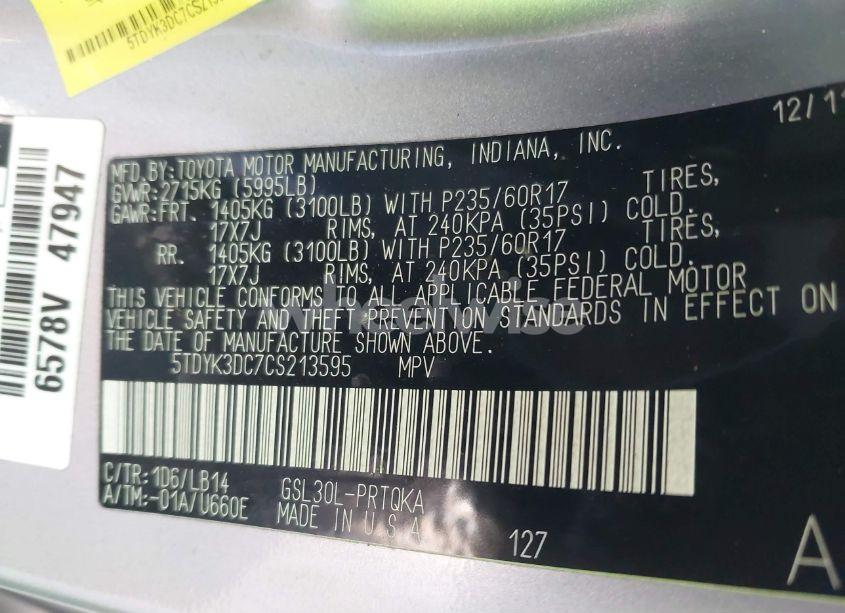 5TDYK3DC7CS2135
12/11
MFD.BY:TOYOTA MOTOR MANUFACTURING, INDIANA, INC.
GVWR:2715KG (5995LB)
GAWR:FRT. 1405KG (3100LB) WITH P235/60R17 TIRES,
17X7J RIMS, AT 240KPA (35PSI) COLD.
RR. 1405KG (3100LB) WITH P235/60R17 TIRES,
17X7J RIMS, AT 240KPA (35PSI) COLD.
THIS VEHICLE CONFORMS TO ALL APPLICABLE FEDERAL MOTOR
VEHICLE SAFETY AND THEFT PREVENTION STANDARDS IN EFFECT ON
THE DATE OF MANUFACTURE SHOWN ABOVE.
5TDYK3DC7CS213595 MPV
C/TR:1D6/LB14 GSL30L-PRTQKA
A/TM:-01A/U660E MADE IN U S A
127
A
6578V 47947
wheelwise